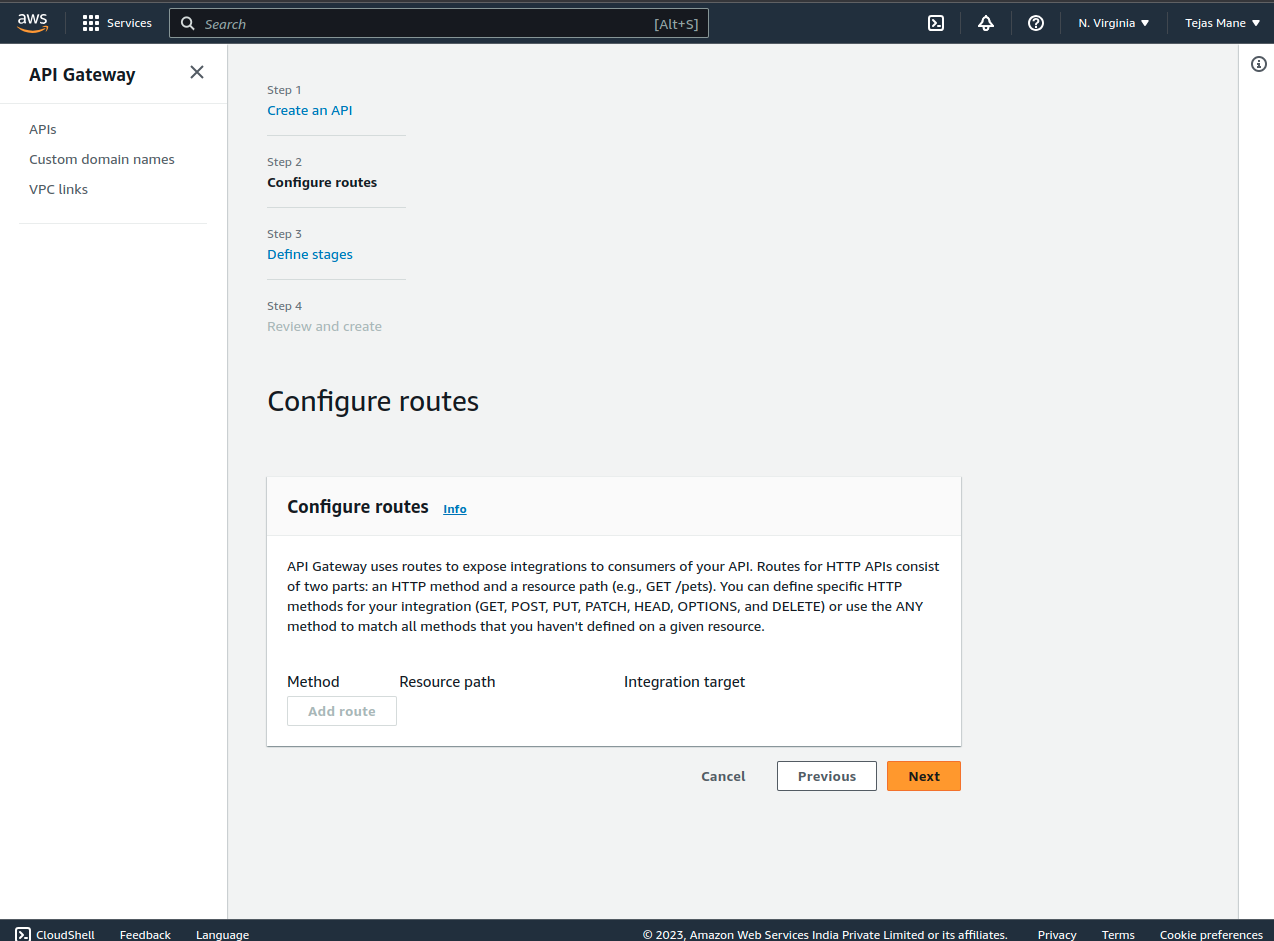 aws
Services
Search
[Alt+S]
N. Virginia
Tejas Mane
API Gateway
APIs
Custom domain names
VPC links
Step 1
Create an API
Step 2
Configure routes
Step 3
Define stages
Step 4
Review and create
Configure routes
Configure routes Info
API Gateway uses routes to expose integrations to consumers of your API. Routes for HTTP APIs consist
of two parts: an HTTP method and a resource path (e.g., GET /pets). You can define specific HTTP
methods for your integration (GET, POST, PUT, PATCH, HEAD, OPTIONS, and DELETE) or use the ANY
method to match all methods that you haven't defined on a given resource.
Method Resource path Integration target
Add route
Cancel Previous Next
CloudShell Feedback Language © 2023, Amazon Web Services India Private Limited or its affiliates. Privacy Terms Cookie preferences